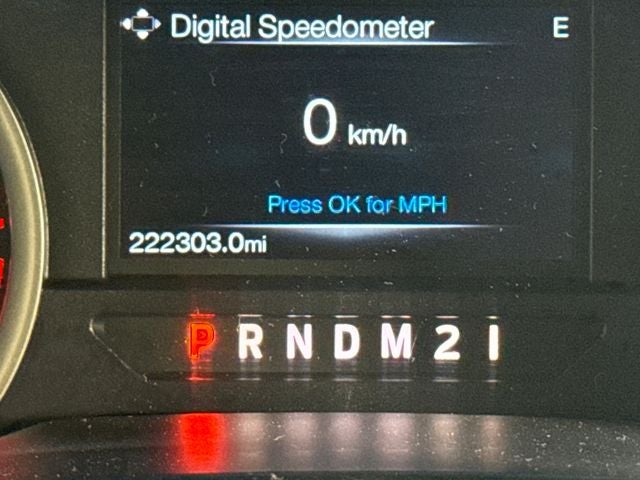 Digital Speedometer E
0 km/h
Press OK for MPH
222303.0mi
P R N D M 2 1